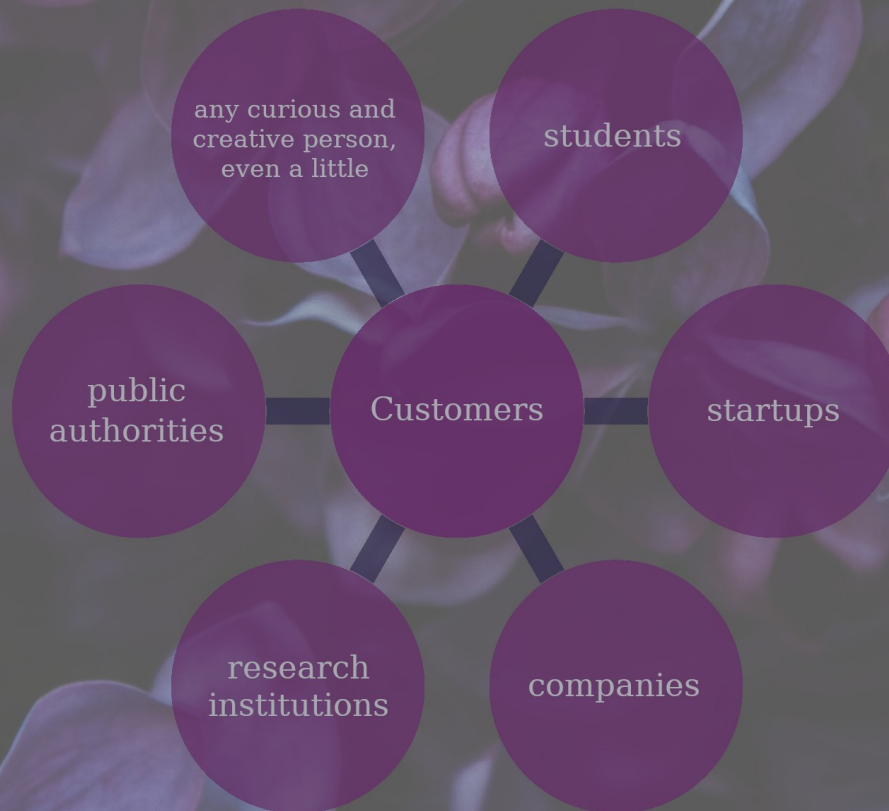 any curious and
creative person,
even a little
students
public
authorities
Customers
startups
research
institutions
companies